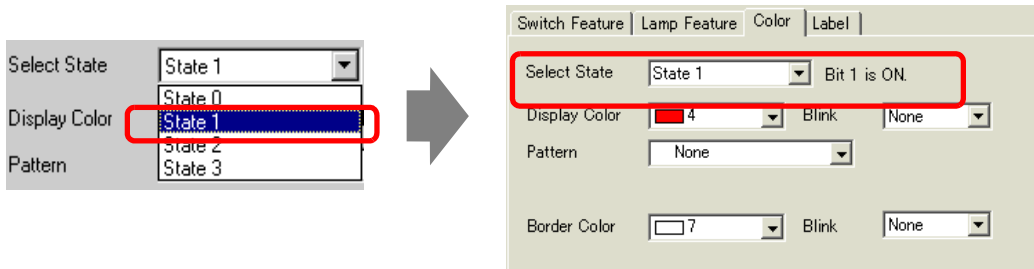 Select State State 1
State 0
Display Color State 1
State 2
Pattern State 3
Switch Feature Lamp Feature Color Label
Select State State 1 Bit 1 is ON.
Display Color 4 Blink None
Pattern None
Border Color 7 Blink None